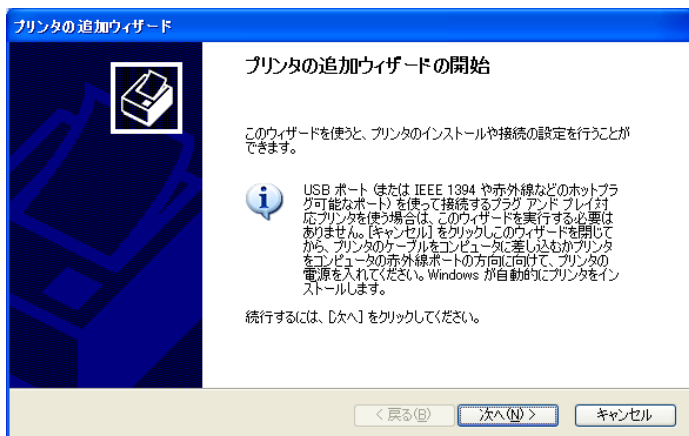 プリンタの追加ウィザード
プリンタの追加ウィザードの開始
このウィザードを使うと、プリンタのインストールや接続の設定を行うことが
できます。
USB ポート (または IEEE 1394 や赤外線などのホットプラ
グ可能なポート) を使って接続するプラグ アンド プレイ対
応プリンタを使う場合は、このウィザードを実行する必要は
ありません。[キャンセル] をクリックしこのウィザードを閉じて
から、プリンタのケーブルをコンピュータに差し込むかプリンタ
をコンピュータの赤外線ポートの方向に向けて、プリンタの
電源を入れてください。Windows が自動的にプリンタをイン
ストールします。
続行するには、[次へ] をクリックしてください。
< 戻る(B) 次へ(N) > キャンセル